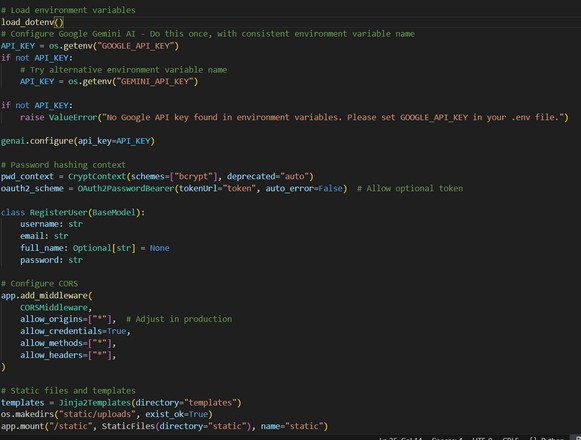 # Load environment variables
load_dotenv()
# Configure Google Gemini AI - Do this once, with consistent environment variable name
API_KEY = os.getenv("GOOGLE_API_KEY")
if not API_KEY:
    # Try alternative environment variable name
    API_KEY = os.getenv("GEMINI_API_KEY")

if not API_KEY:
    raise ValueError("No Google API key found in environment variables. Please set GOOGLE_API_KEY in your .env file.")

genai.configure(api_key=API_KEY)

# Password hashing context
pwd_context = CryptContext(schemes=["bcrypt"], deprecated="auto")
oauth2_scheme = OAuth2PasswordBearer(tokenUrl="token", auto_error=False)  # Allow optional token

class RegisterUser(BaseModel):
    username: str
    email: str
    full_name: Optional[str] = None
    password: str

# Configure CORS
app.add_middleware(
    CORSMiddleware,
    allow_origins=["*"],  # Adjust in production
    allow_credentials=True,
    allow_methods=["*"],
    allow_headers=["*"],
)

# Static files and templates
templates = Jinja2Templates(directory="templates")
os.makedirs("static/uploads", exist_ok=True)
app.mount("/static", StaticFiles(directory="static"), name="static")